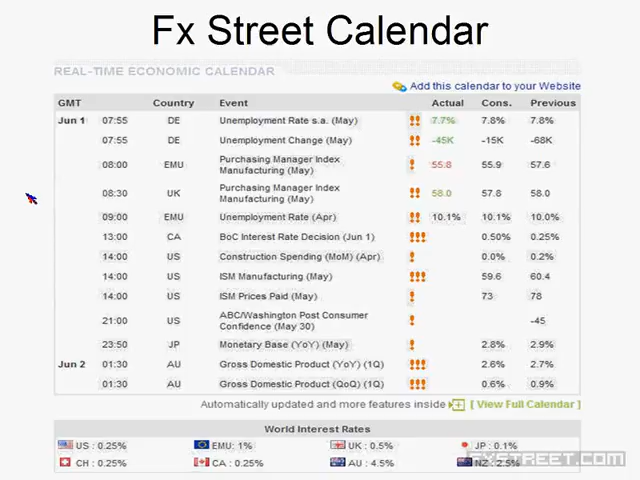 Fx Street Calendar
REAL-TIME ECONOMIC CALENDAR
Add this calendar to your Website
GMT Country Event Actual Cons. Previous
Jun 1 07:55 DE Unemployment Rate s.a. (May) 7.7% 7.8% 7.8%
07:55 DE Unemployment Change (May) -45K -15K -68K
08:00 EMU Purchasing Manager Index Manufacturing (May) 55.8 55.9 57.6
08:30 UK Purchasing Manager Index Manufacturing (May) 58.0 57.8 58.0
09:00 EMU Unemployment Rate (Apr) 10.1% 10.1% 10.0%
13:00 CA BoC Interest Rate Decision (Jun 1) 0.50% 0.25%
14:00 US Construction Spending (MoM) (Apr) 0.0% 0.2%
14:00 US ISM Manufacturing (May) 59.6 60.4
14:00 US ISM Prices Paid (May) 73 78
21:00 US ABC/Washington Post Consumer Confidence (May 30) -45
23:50 JP Monetary Base (YoY) (May) 2.8% 2.9%
Jun 2 01:30 AU Gross Domestic Product (YoY) (1Q) 2.6% 2.7%
01:30 AU Gross Domestic Product (QoQ) (1Q) 0.6% 0.9%
Automatically updated and more features inside [ View Full Calendar ]
World Interest Rates
US : 0.25% EMU: 1% UK : 0.5% JP : 0.1%
CH : 0.25% CA : 0.25% AU : 4.5% NZ : 2.5%
FXSTREET.COM